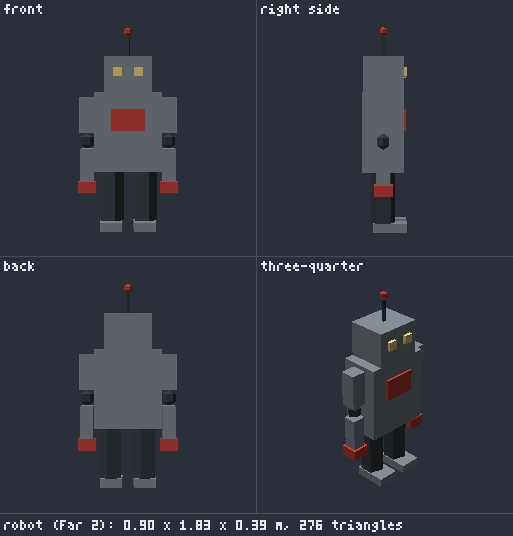 front
right side
back
three-quarter
robot (Far 2): 0.90 x 1.83 x 0.39 m, 276 triangles